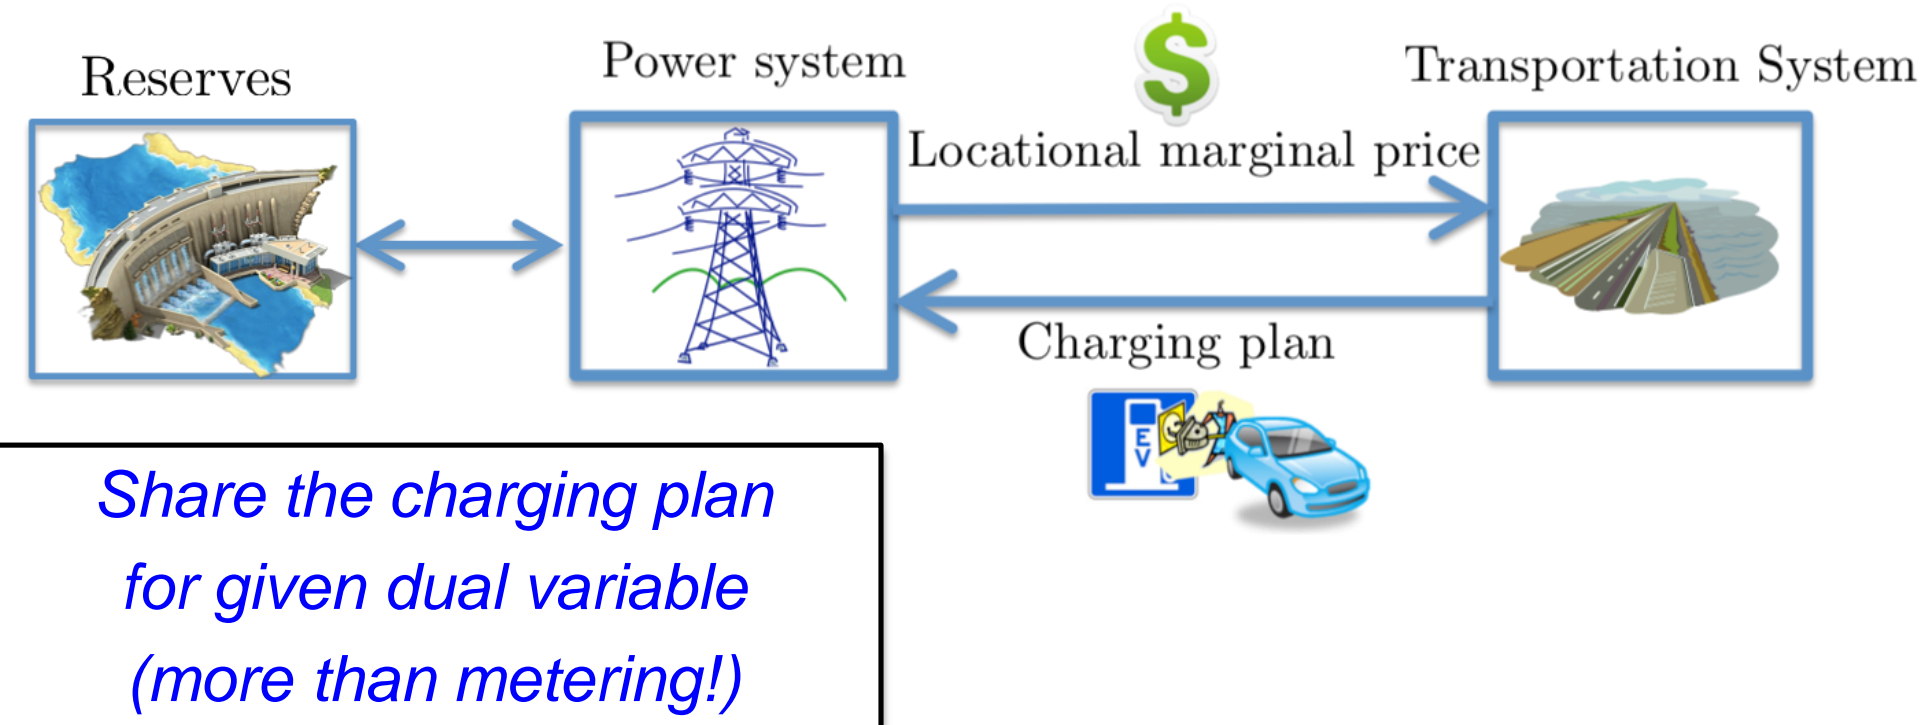 Reserves
Power system
$
Transportation System
Locational marginal price
Charging plan
EV
Share the charging plan
for given dual variable
(more than metering!)